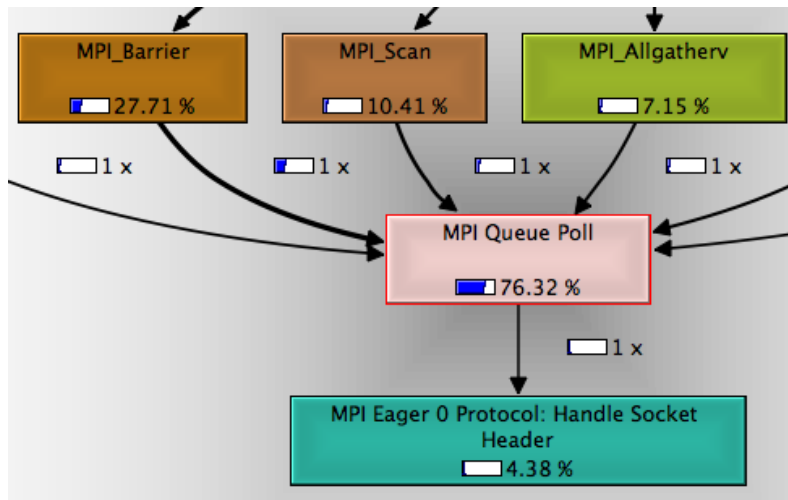 MPI_Barrier
27.71 %
MPI_Scan
10.41 %
MPI_Allgatherv
7.15 %
1 x
1 x
1 x
1 x
MPI Queue Poll
76.32 %
1 x
MPI Eager 0 Protocol: Handle Socket
Header
4.38 %